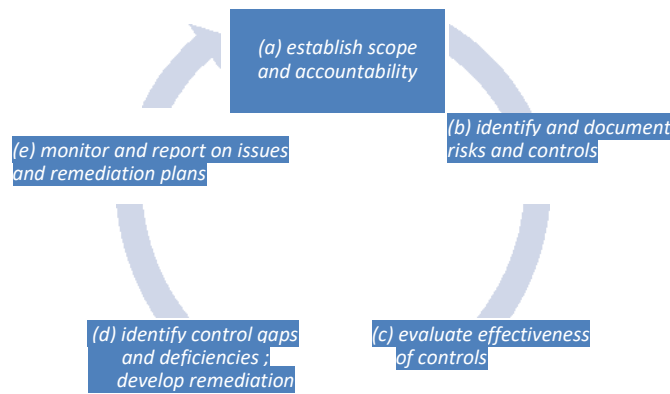 (a) establish scope
and accountability
(b) identify and document
risks and controls
(c) evaluate effectiveness
of controls
(d) identify control gaps
and deficiencies ;
develop remediation
(e) monitor and report on issues
and remediation plans